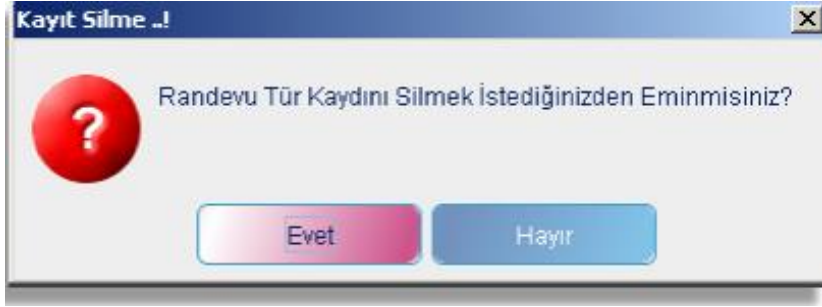 Kayıt Silme ..!
Randevu Tür Kaydını Silmek İstediğinizden Eminmisiniz?
Evet
Hayır